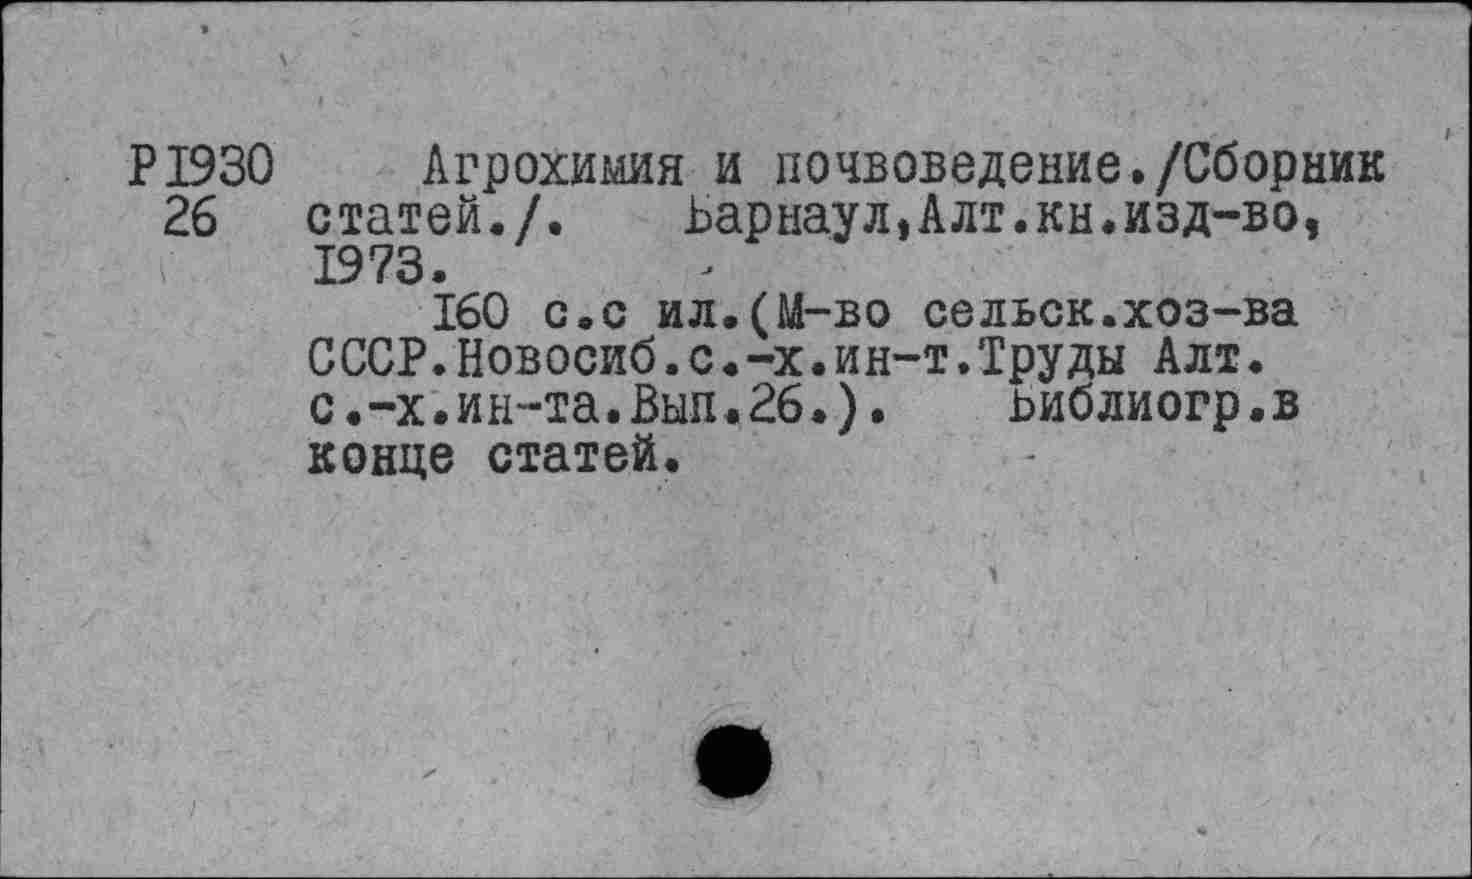 Р1930 Агрохимия и почвоведение./Сборник
26 статей./. Барнаул,Алт.кн.изд-во,
1973.
160 с.с ил.(М-во сельск.хоз-ва
СССР.Новосиб.с.-х.ин-т.Труды Алт.
с.-х.ин-та.Вып.26.). Библиогр.в
конце статей.